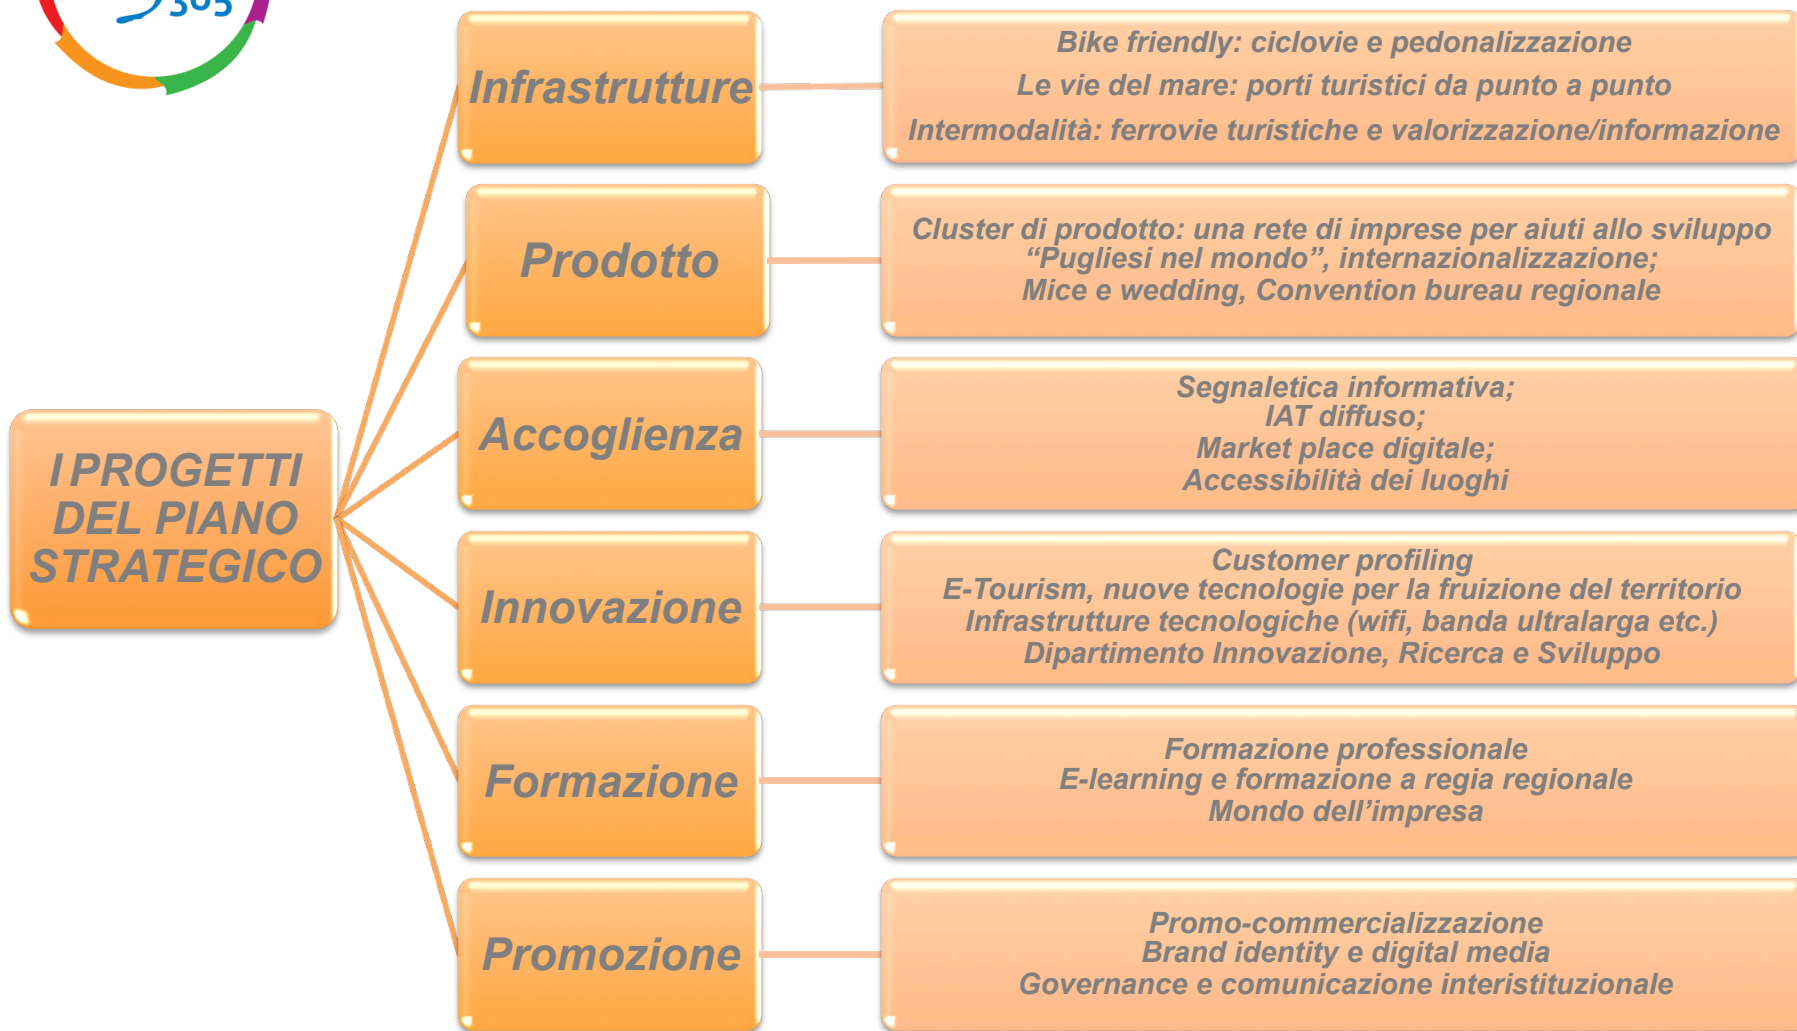 365
Infrastrutture
Bike friendly: ciclovie e pedonalizzazione
Le vie del mare: porti turistici da punto a punto
Intermodalità: ferrovie turistiche e valorizzazione/informazione
Prodotto
Cluster di prodotto: una rete di imprese per aiuti allo sviluppo
“Pugliesi nel mondo”, internazionalizzazione;
Mice e wedding, Convention bureau regionale
Accoglienza
Segnaletica informativa;
IAT diffuso;
Market place digitale;
Accessibilità dei luoghi
I PROGETTI
DEL PIANO
STRATEGICO
Innovazione
Customer profiling
E-Tourism, nuove tecnologie per la fruizione del territorio
Infrastrutture tecnologiche (wifi, banda ultralarga etc.)
Dipartimento Innovazione, Ricerca e Sviluppo
Formazione
Formazione professionale
E-learning e formazione a regia regionale
Mondo dell’impresa
Promozione
Promo-commercializzazione
Brand identity e digital media
Governance e comunicazione interistituzionale